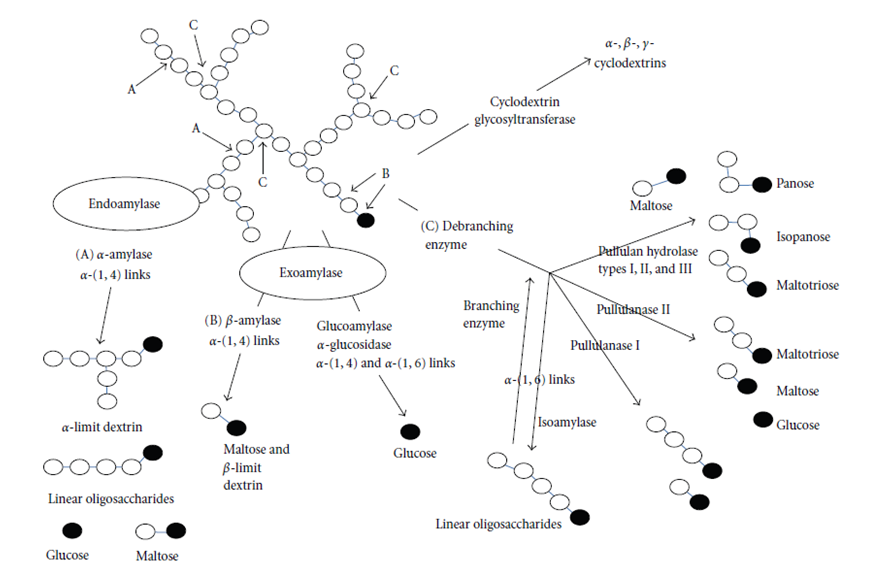 C
A
C
A
C
B
α-, β-, γ-
cyclodextrins
Cyclodextrin
glycosyltransferase
Endoamylase
(A) α-amylase
α-(1, 4) links
Exoamylase
(B) β-amylase
α-(1, 4) links
Glucoamylase
α-glucosidase
α-(1, 4) and α-(1, 6) links
(C) Debranching
enzyme
Branching
enzyme
α-(1, 6) links
Isoamylase
Pullulan hydrolase
types I, II, and III
Pullulanase II
Pullulanase I
Maltose
Panose
Isopanose
Maltotriose
Maltotriose
Maltose
Glucose
α-limit dextrin
Linear oligosaccharides
Glucose
Maltose
Maltose and
β-limit
dextrin
Glucose
Linear oligosaccharides